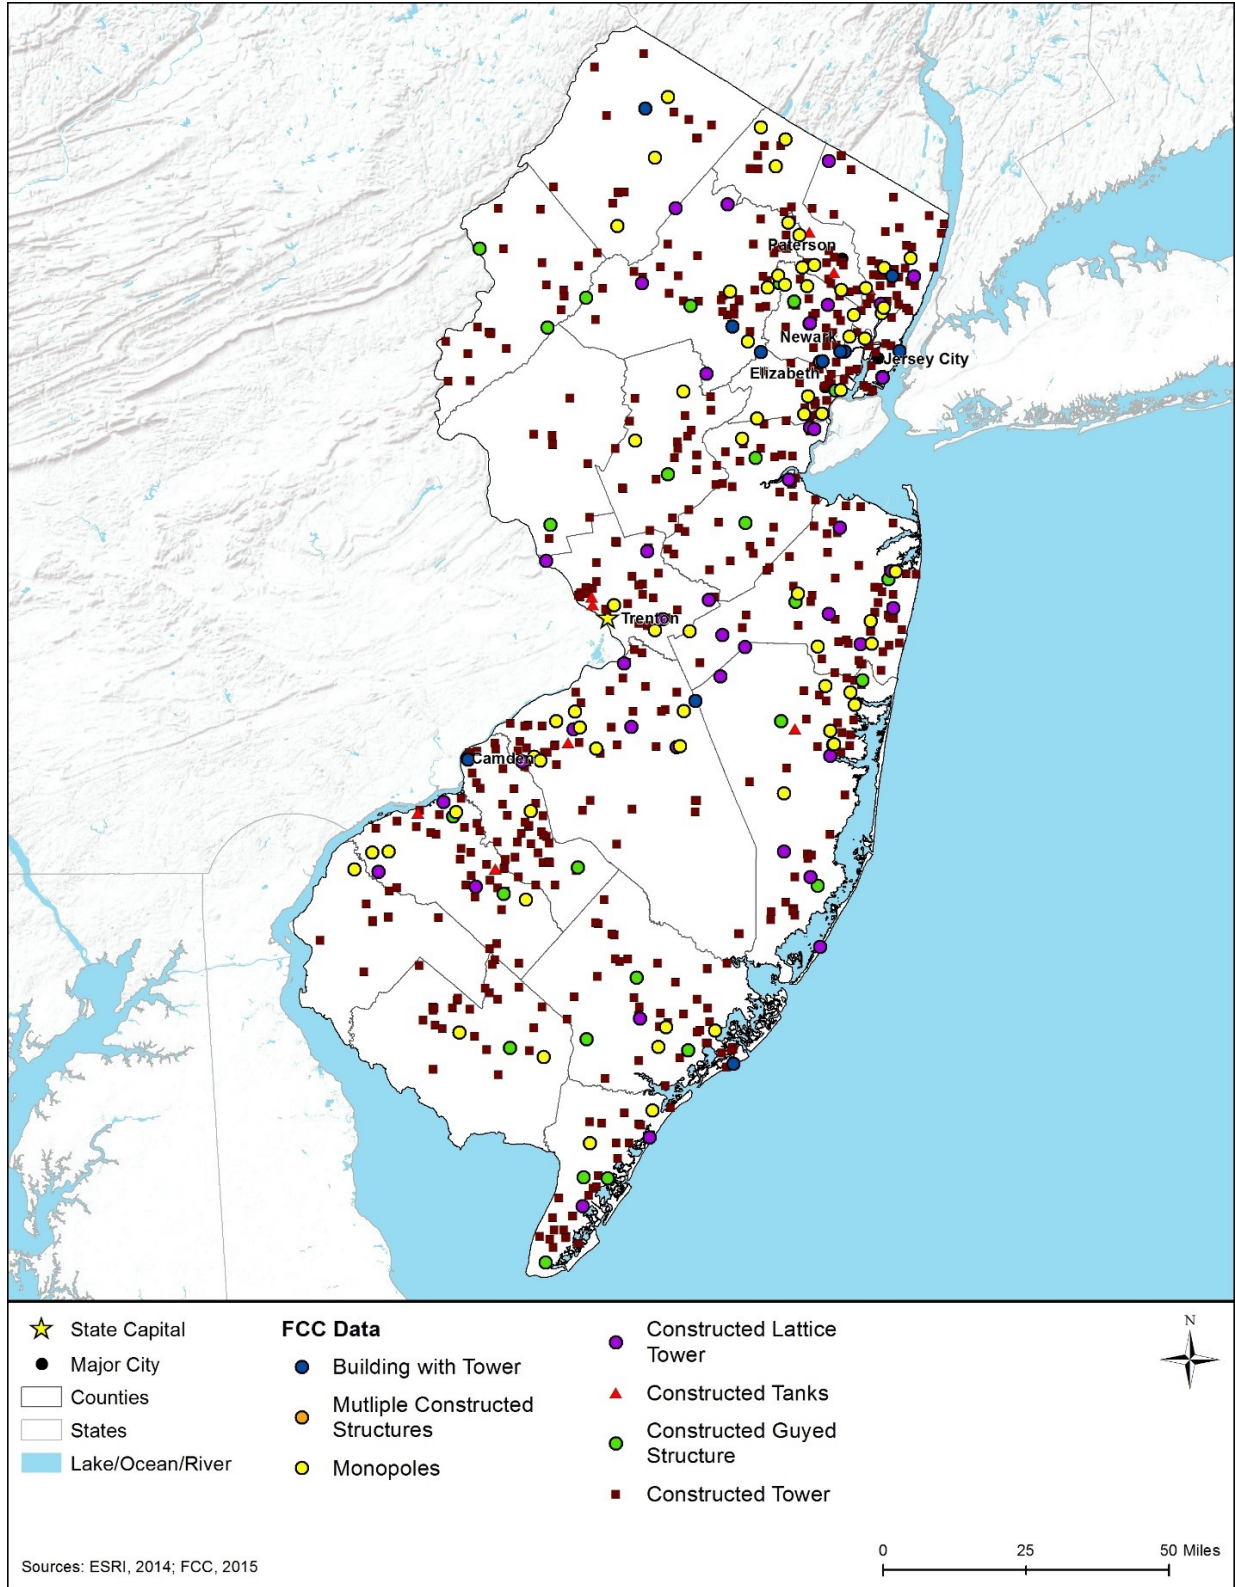 Paterson
Newark
Jersey City
Elizabeth
Trenton
Camden
State Capital
Major City
Counties
States
Lake/Ocean/River
FCC Data
Building with Tower
Mutliple Constructed
Structures
Monopoles
Constructed Lattice
Tower
Constructed Tanks
Constructed Guyed
Structure
Constructed Tower
N
Sources: ESRI, 2014; FCC, 2015
0 25 50 Miles